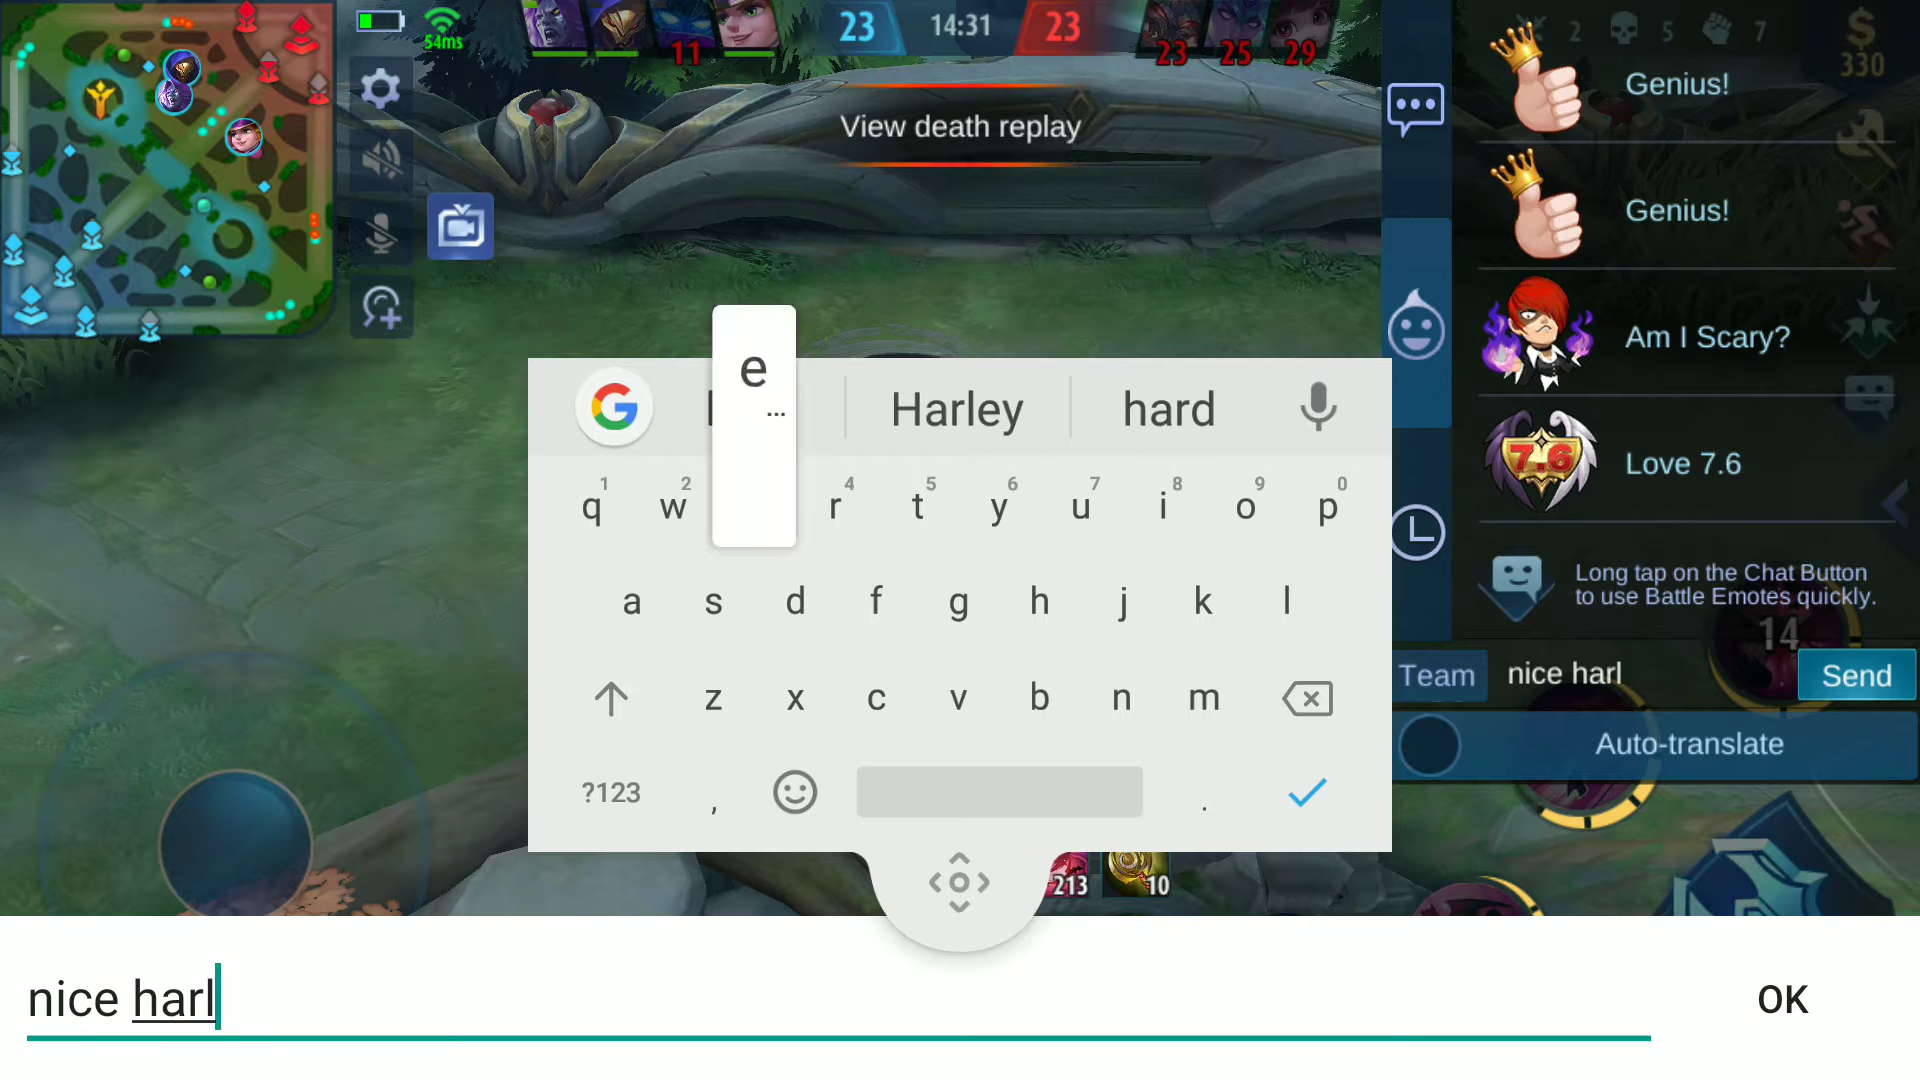 54ms
11
23
14:31
23
23
25
29
2
5
7
330
View death replay
Genius!
Genius!
Am I Scary?
Love 7.6
7.6
Long tap on the Chat Button
to use Battle Emotes quickly.
14
Team
nice harl
Send
Auto-translate
e
...
Harley
hard
q 1 w 2 r 4 t 5 y 6 u 7 i 8 o 9 p 0
a s d f g h j k l
z x c v b n m
?123 , .
213
10
nice harl
OK